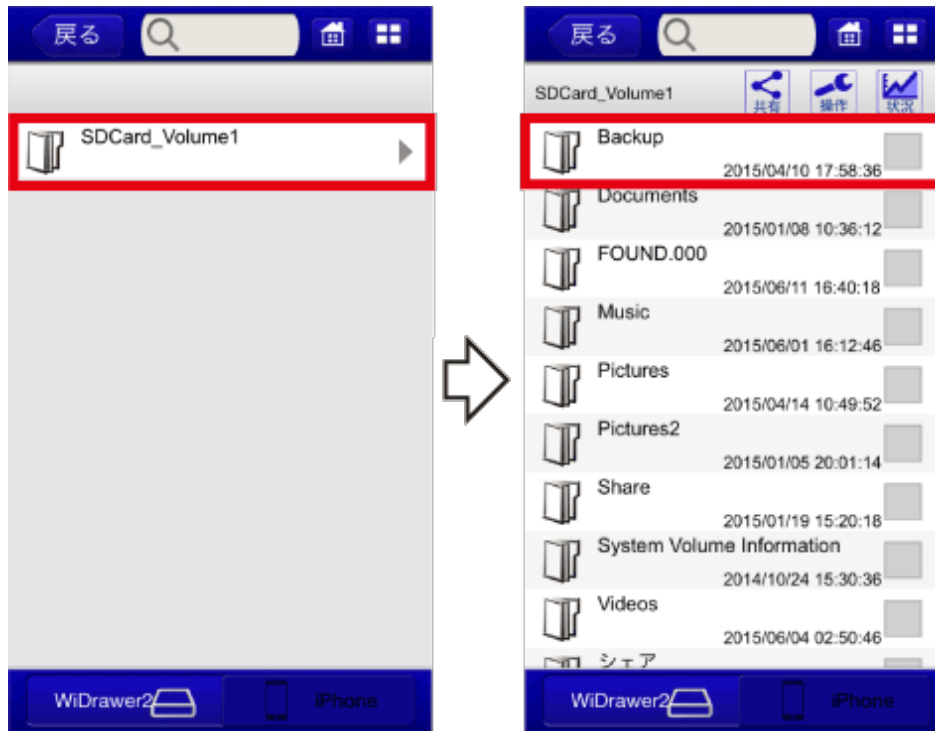 戻る
SDCard_Volume1
WiDrawer2
iPhone
戻る
SDCard_Volume1
共有
操作
状況
Backup
2015/04/10 17:58:36
Documents
2015/01/08 10:36:12
FOUND.000
2015/06/11 16:40:18
Music
2015/06/01 16:12:46
Pictures
2015/04/14 10:49:52
Pictures2
2015/01/05 20:01:14
Share
2015/01/19 15:20:18
System Volume Information
2014/10/24 15:30:36
Videos
2015/06/04 02:50:46
シェア
WiDrawer2
iPhone